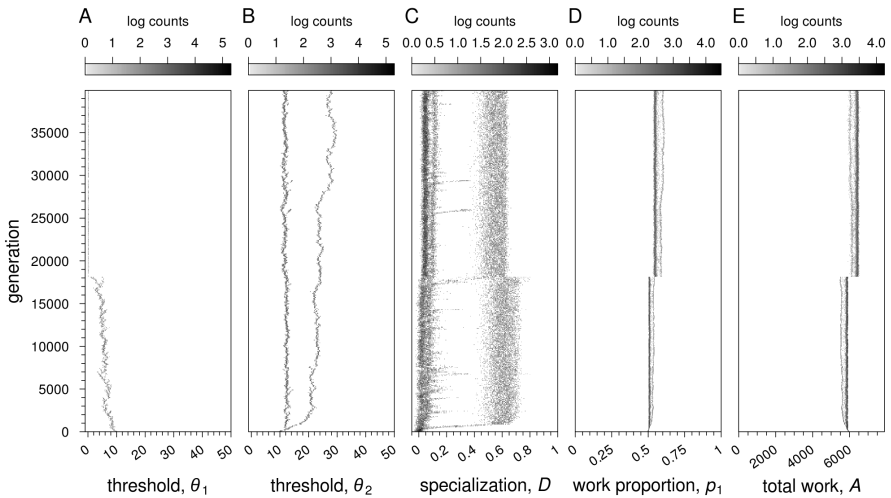 A B C D E
log counts log counts log counts log counts log counts
0 1 2 3 4 5 0 1 2 3 4 5 0.0 0.5 1.0 1.5 2.0 2.5 3.0 0.0 1.0 2.0 3.0 4.0 0.0 1.0 2.0 3.0 4.0
35000
30000
25000
20000
15000
10000
5000
0
generation
0 10 20 30 40 50 0 10 20 30 40 50 0 0.2 0.4 0.6 0.8 1 0 0.25 0.5 0.75 1 0 2000 4000 6000
threshold, θ1 threshold, θ2 specialization, D work proportion, p1 total work, A